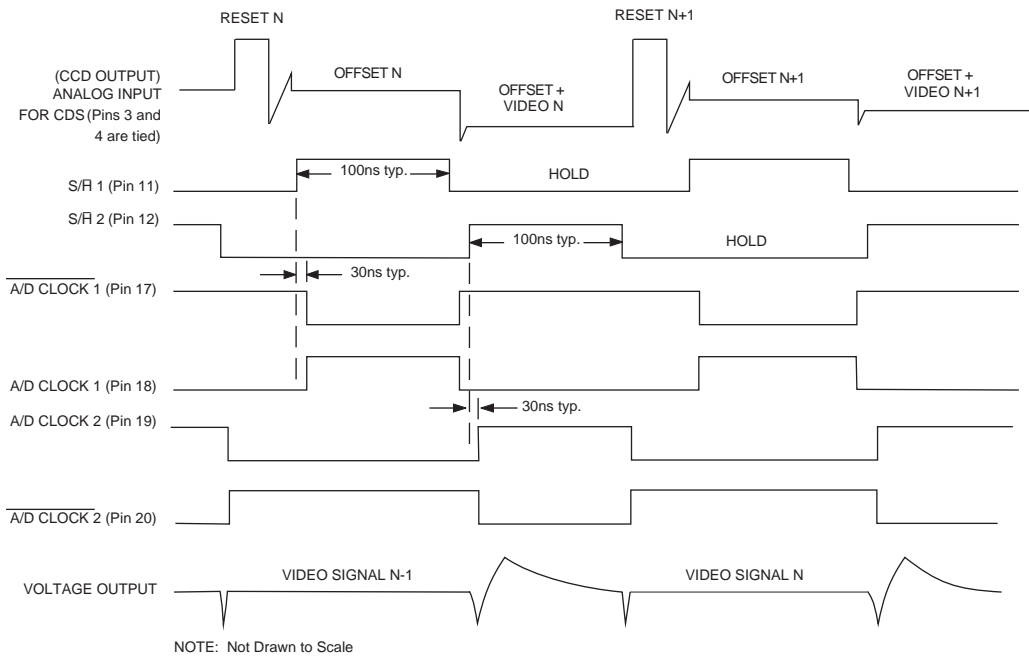 RESET N
RESET N+1
(CCD OUTPUT)
ANALOG INPUT
FOR CDS (Pins 3 and
4 are tied)
OFFSET N
OFFSET +
VIDEO N
OFFSET N+1
OFFSET +
VIDEO N+1
S/H̅ 1 (Pin 11)
100ns typ.
HOLD
S/H̅ 2 (Pin 12)
100ns typ.
HOLD
30ns typ.
A̅/̅D̅ ̅C̅L̅O̅C̅K̅ 1 (Pin 17)
A/D CLOCK 1 (Pin 18)
30ns typ.
A/D CLOCK 2 (Pin 19)
A̅/̅D̅ ̅C̅L̅O̅C̅K̅ 2 (Pin 20)
VOLTAGE OUTPUT
VIDEO SIGNAL N-1
VIDEO SIGNAL N
NOTE: Not Drawn to Scale